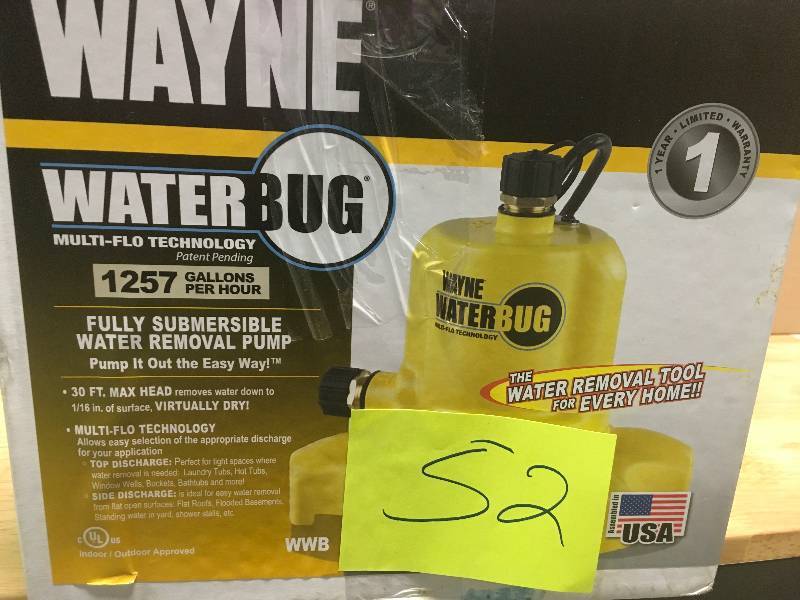 WAYNE®
1 YEAR • LIMITED • WARRANTY
1
WATERBUG®
MULTI-FLO TECHNOLOGY
Patent Pending
1257 GALLONS PER HOUR
FULLY SUBMERSIBLE
WATER REMOVAL PUMP
Pump It Out the Easy Way!™
• 30 FT. MAX HEAD removes water down to
1/16 in. of surface, VIRTUALLY DRY!
• MULTI-FLO TECHNOLOGY
Allows easy selection of the appropriate discharge
for your application
◦ TOP DISCHARGE: Perfect for tight spaces where
water removal is needed: Laundry Tubs, Hot Tubs,
Window Wells, Buckets, Bathtubs and more!
◦ SIDE DISCHARGE: is ideal for easy water removal
from flat open surfaces: Flat Roofs, Flooded Basements,
Standing water in yard, shower stalls, etc.
C UL US
Indoor / Outdoor Approved
WWB
WAYNE
WATERBUG
MULTI-FLO TECHNOLOGY
THE
WATER REMOVAL TOOL
FOR EVERY HOME!!
52
Assembled in
USA